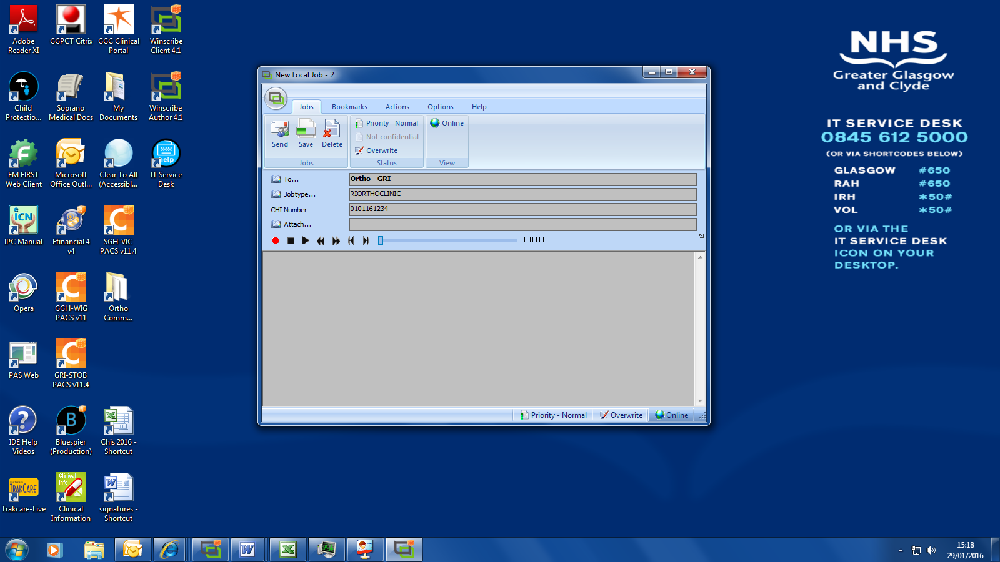 Adobe
Reader XI
GGPCT Citrix
GGC Clinical
Portal
Winscribe
Client 4.1
Child
Protectio...
Soprano
Medical Docs
My
Documents
Winscribe
Author 4.1
FM FIRST
Web Client
Microsoft
Office Outl...
Clear To All
(Accessibl...
help
IT Service
Desk
e
ICN
IPC Manual
Efinancial 4
v4
SGH-VIC
PACS v11.4
Opera
GGH-WIG
PACS v11
Ortho
Comm...
PAS Web
GRI-STOB
PACS v11.4
IDE Help
Videos
B
Bluespier
(Production)
Chis 2016 -
Shortcut
TRAKCARE
Trakcare-Live
Clinical
Info
Clinical
Information
signatures -
Shortcut
New Local Job - 2
Jobs
Bookmarks
Actions
Options
Help
Send
Save
Delete
Jobs
Priority - Normal
Not confidential
Overwrite
Status
Online
View
To...
Ortho - GRI
Jobtype...
RIORTHOCLINIC
CHI Number
0101161234
Attach...
0:00:00
Priority - Normal
Overwrite
Online
NHS
Greater Glasgow
and Clyde
IT SERVICE DESK
0845 612 5000
(OR VIA SHORTCODES BELOW)
GLASGOW #650
RAH #650
IRH *50#
VOL *50#
OR VIA THE
IT SERVICE DESK
ICON ON YOUR
DESKTOP.
15:18
29/01/2016